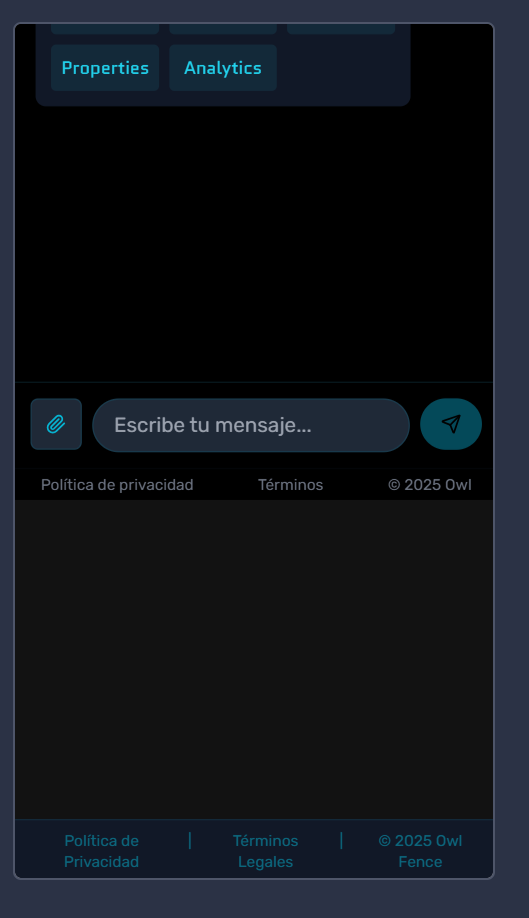 Properties Analytics
Escribe tu mensaje...
Política de privacidad Términos © 2025 Owl
Política de Privacidad | Términos Legales | © 2025 Owl Fence